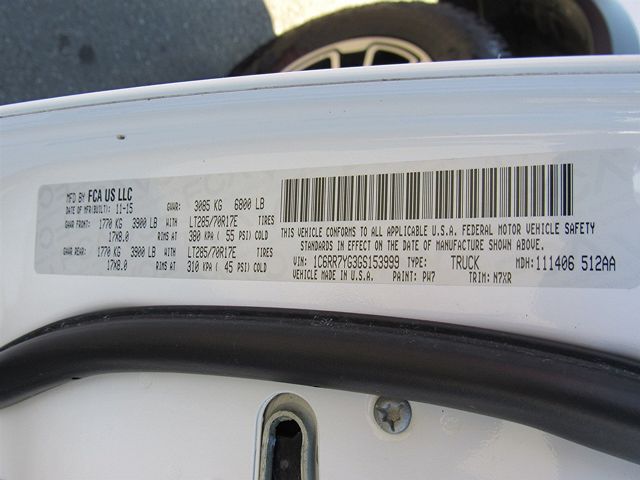 MFD BY FCA US LLC
DATE OF MFR(BUILT): 11-15 GVWR: 3085 KG 6800 LB
GAWR FRONT: 1770 KG 3900 LB WITH LT285/70R17E TIRES
17X8.0 RIMS AT 380 KPA ( 55 PSI) COLD
GAWR REAR: 1770 KG 3900 LB WITH LT285/70R17E TIRES
17X8.0 RIMS AT 310 KPA ( 45 PSI) COLD
THIS VEHICLE CONFORMS TO ALL APPLICABLE U.S.A. FEDERAL MOTOR VEHICLE SAFETY
STANDARDS IN EFFECT ON THE DATE OF MANUFACTURE SHOWN ABOVE.
VIN: 1C6RR7YG3GS153999 TYPE: TRUCK MDH: 111406 512AA
VEHICLE MADE IN U.S.A. PAINT: PW7 TRIM: N7XR